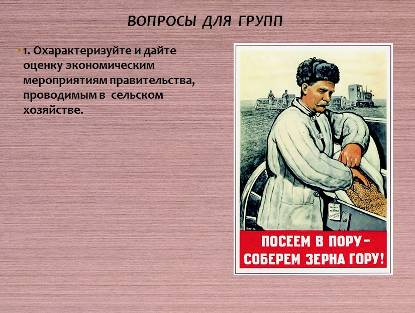 ВОПРОСЫ ДЛЯ ГРУПП
1. Охарактеризуйте и дайте
оценку экономическим
мероприятиям правительства,
проводимым в сельском
хозяйстве.
ПОСЕЕМ В ПОРУ –
СОБЕРЕМ ЗЕРНА ГОРУ!